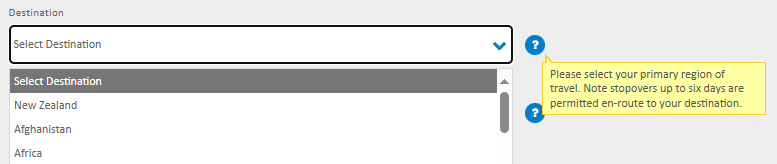 Destination
Select Destination
?
Select Destination
New Zealand
Afghanistan
Africa
Please select your primary region of
travel. Note stopovers up to six days are
permitted en-route to your destination.
?